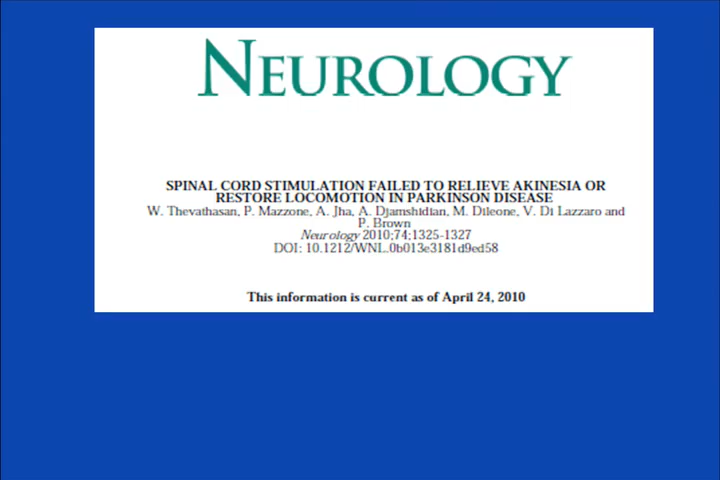 NEUROLOGY
SPINAL CORD STIMULATION FAILED TO RELIEVE AKINESIA OR
RESTORE LOCOMOTION IN PARKINSON DISEASE
W. Thevathasan, P. Mazzone, A. Jha, A. Djamshidian, M. Dileone, V. Di Lazzaro and
P. Brown
Neurology 2010;74;1325-1327
DOI: 10.1212/WNL.0b013e3181d9ed58
This information is current as of April 24, 2010